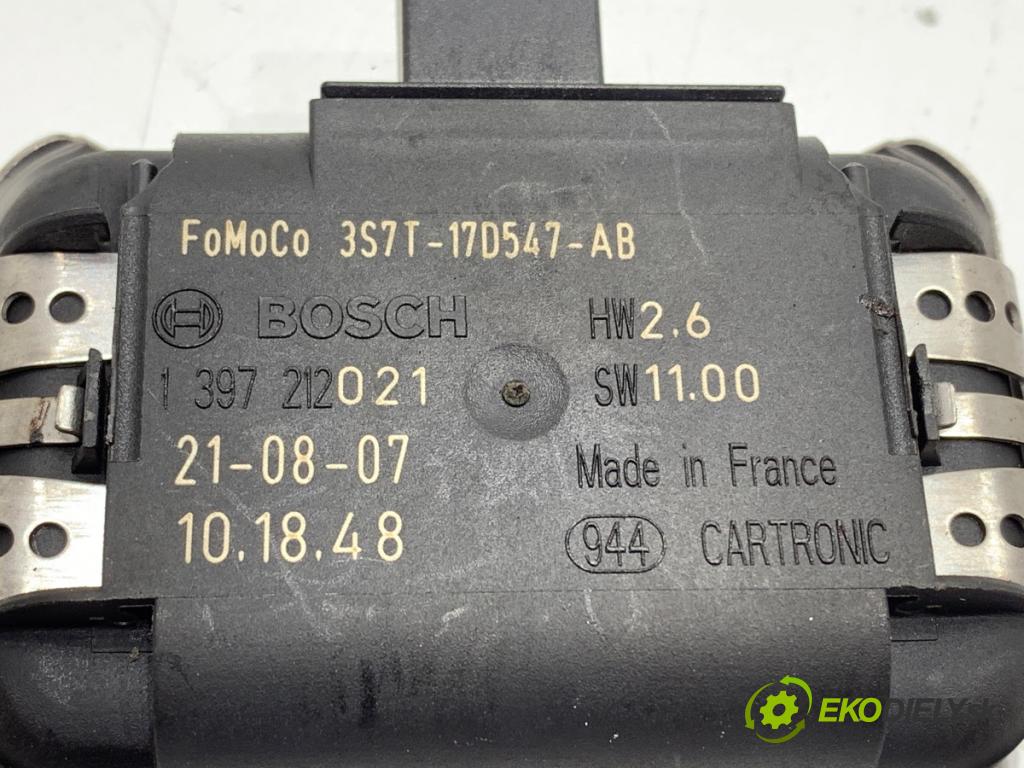 FoMoCo 3S7T-17D547-AB
BOSCH HW2.6
1 397 212021 SW11.00
21-08-07 Made in France
10.18.48 944 CARTRONIC
EKODIELY.sk